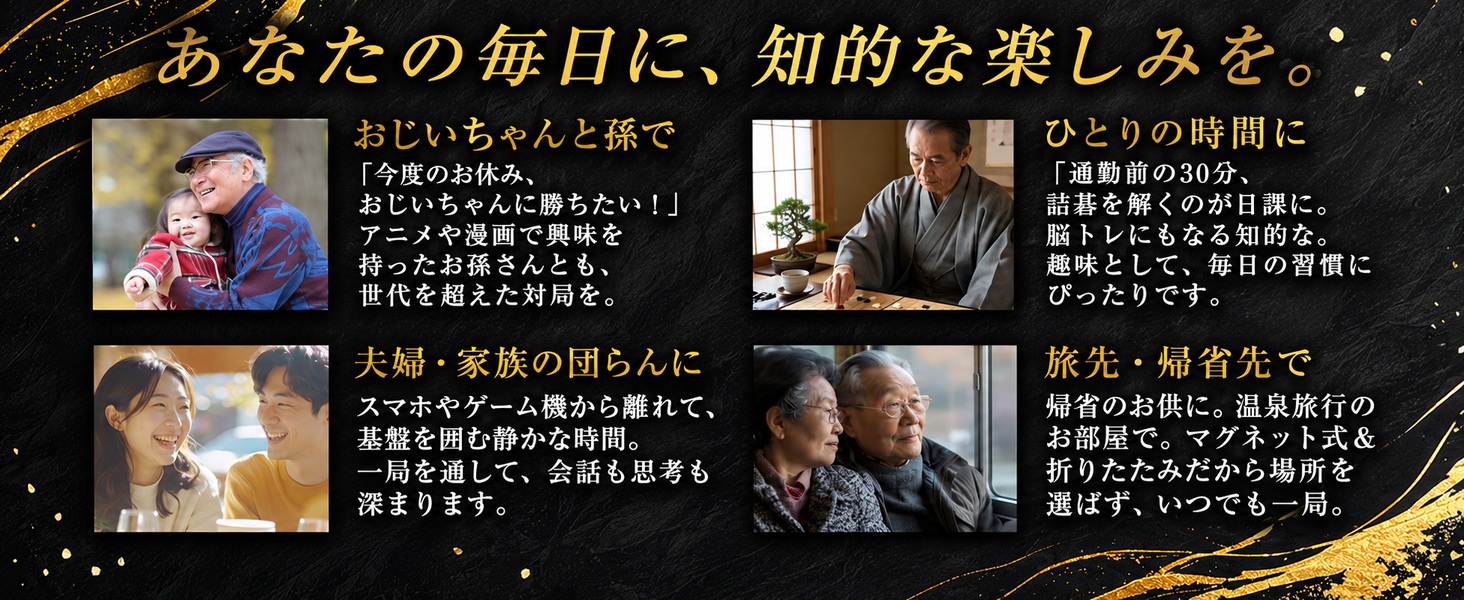 あなたの毎日に、知的な楽しみを。
おじいちゃんと孫で
「今度のお休み、
おじいちゃんに勝ちたい！」
アニメや漫画で興味を
持ったお孫さんとも、
世代を超えた対局を。
ひとりの時間に
「通勤前の30分、
詰碁を解くのが日課に。
脳トレにもなる知的な。
趣味として、毎日の習慣に
ぴったりです。
夫婦・家族の団らんに
スマホやゲーム機から離れて、
基盤を囲む静かな時間。
一局を通して、会話も思考も
深まります。
旅先・帰省先で
帰省のお供に。温泉旅行の
お部屋で。マグネット式＆
折りたたみだから場所を
選ばず、いつでも一局。